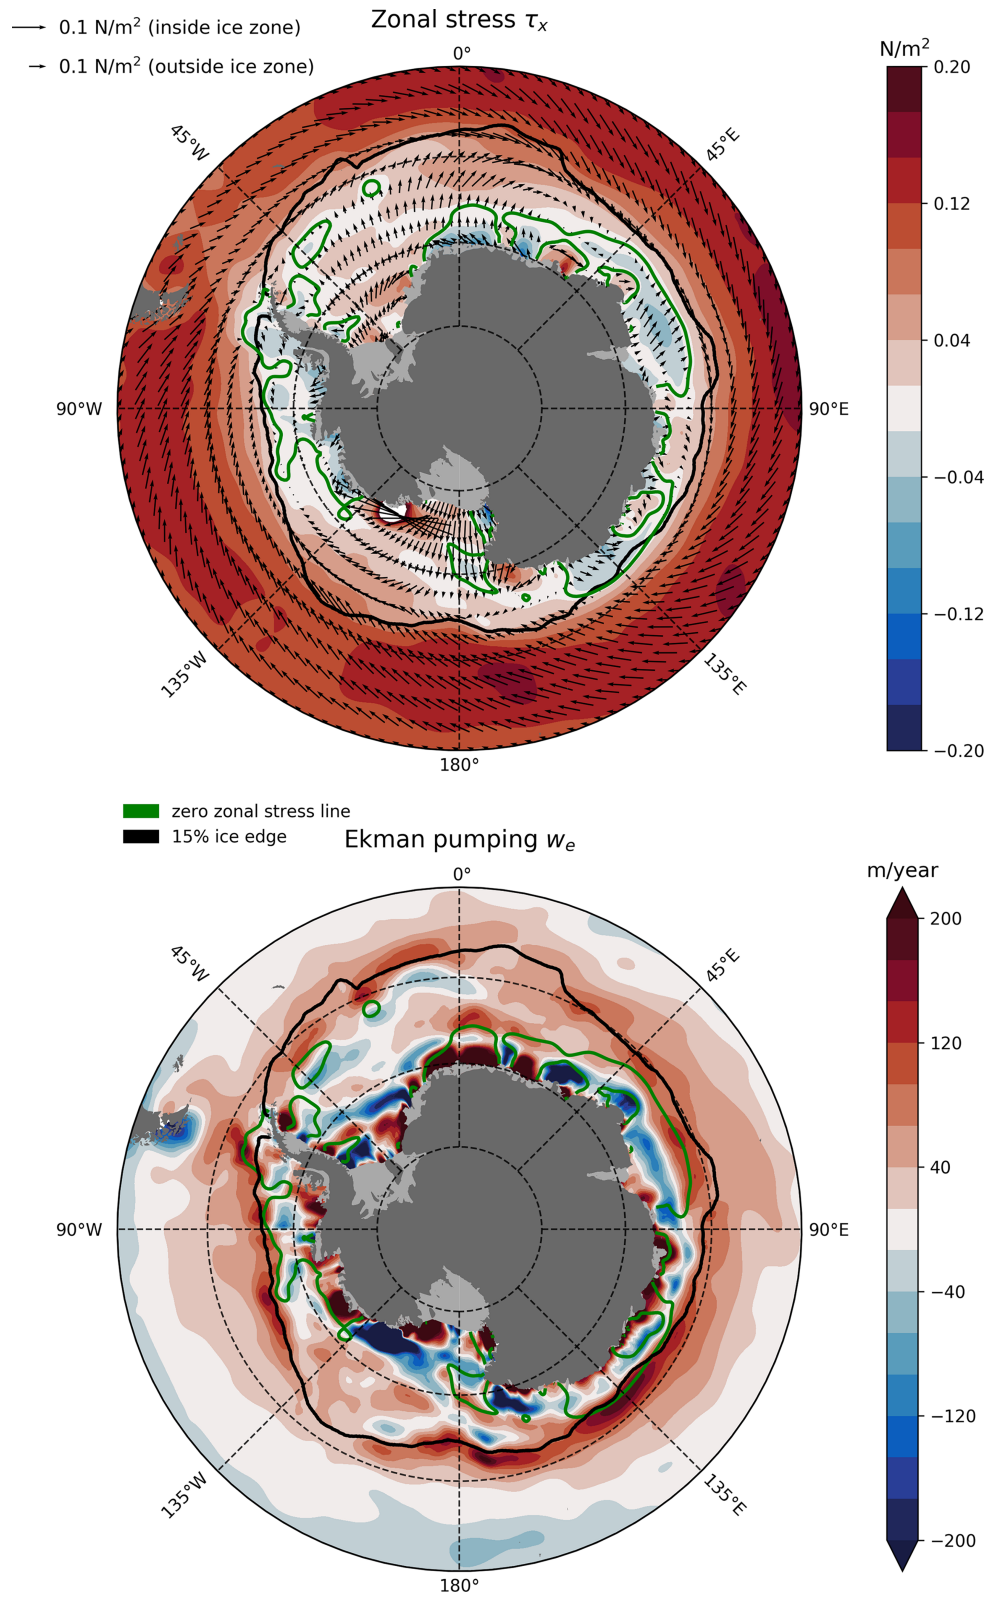 Zonal stress τx
0.1 N/m2 (inside ice zone)
0.1 N/m2 (outside ice zone)
N/m2
0°
45°W
45°E
90°W
90°E
135°W
135°E
180°
0.20
0.12
0.04
−0.04
−0.12
−0.20
zero zonal stress line
15% ice edge
Ekman pumping we
m/year
0°
45°W
45°E
90°W
90°E
135°W
135°E
180°
200
120
40
−40
−120
−200